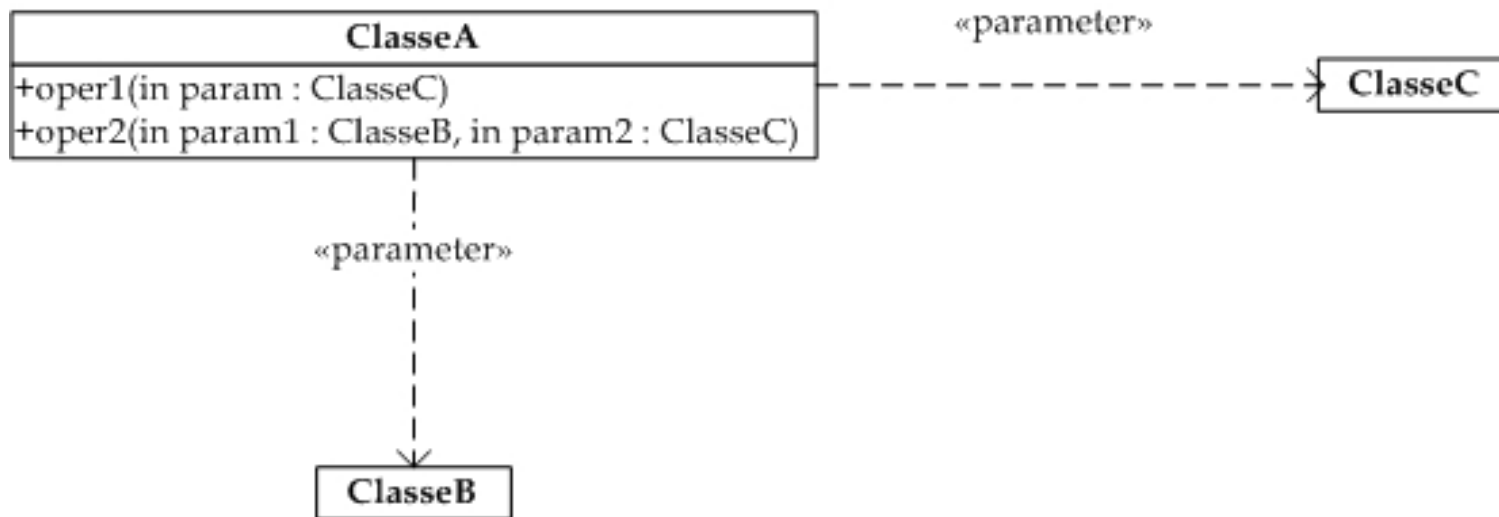 ClasseA
«parameter»
+oper1(in param : ClasseC)
ClasseC
+oper2(in param1 : ClasseB, in param2 : ClasseC)
«parameter»
ClasseB